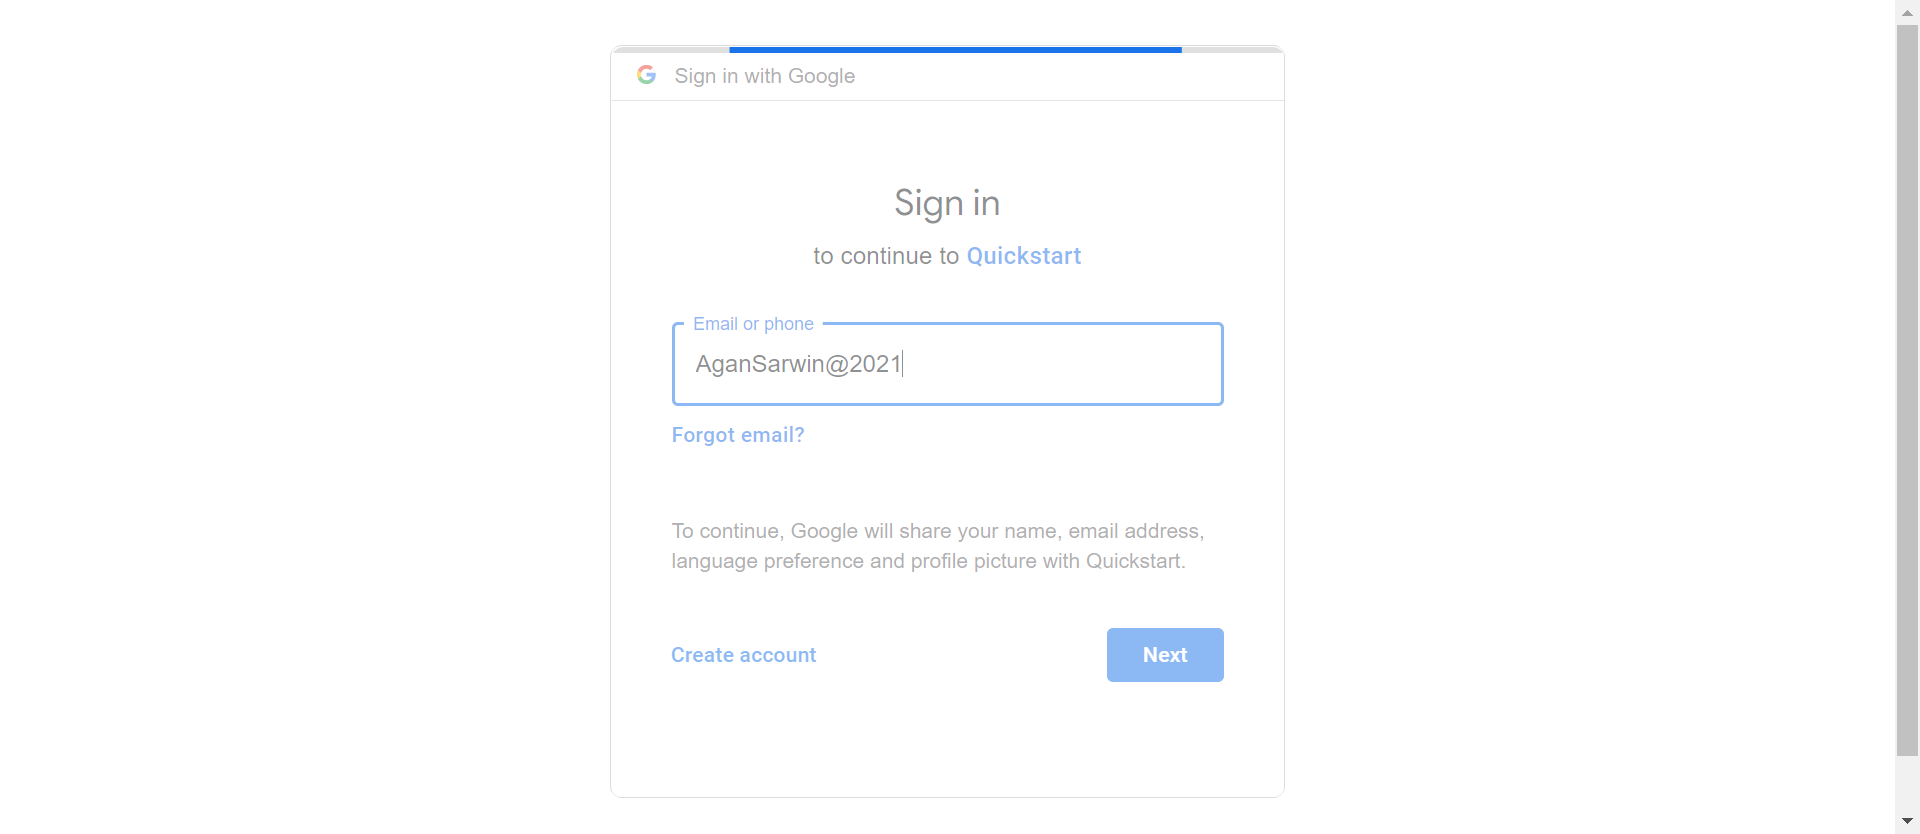 Sign in with Google
Sign in
to continue to Quickstart
Email or phone
AganSarwin@2021
Forgot email?
To continue, Google will share your name, email address,
language preference and profile picture with Quickstart.
Create account
Next